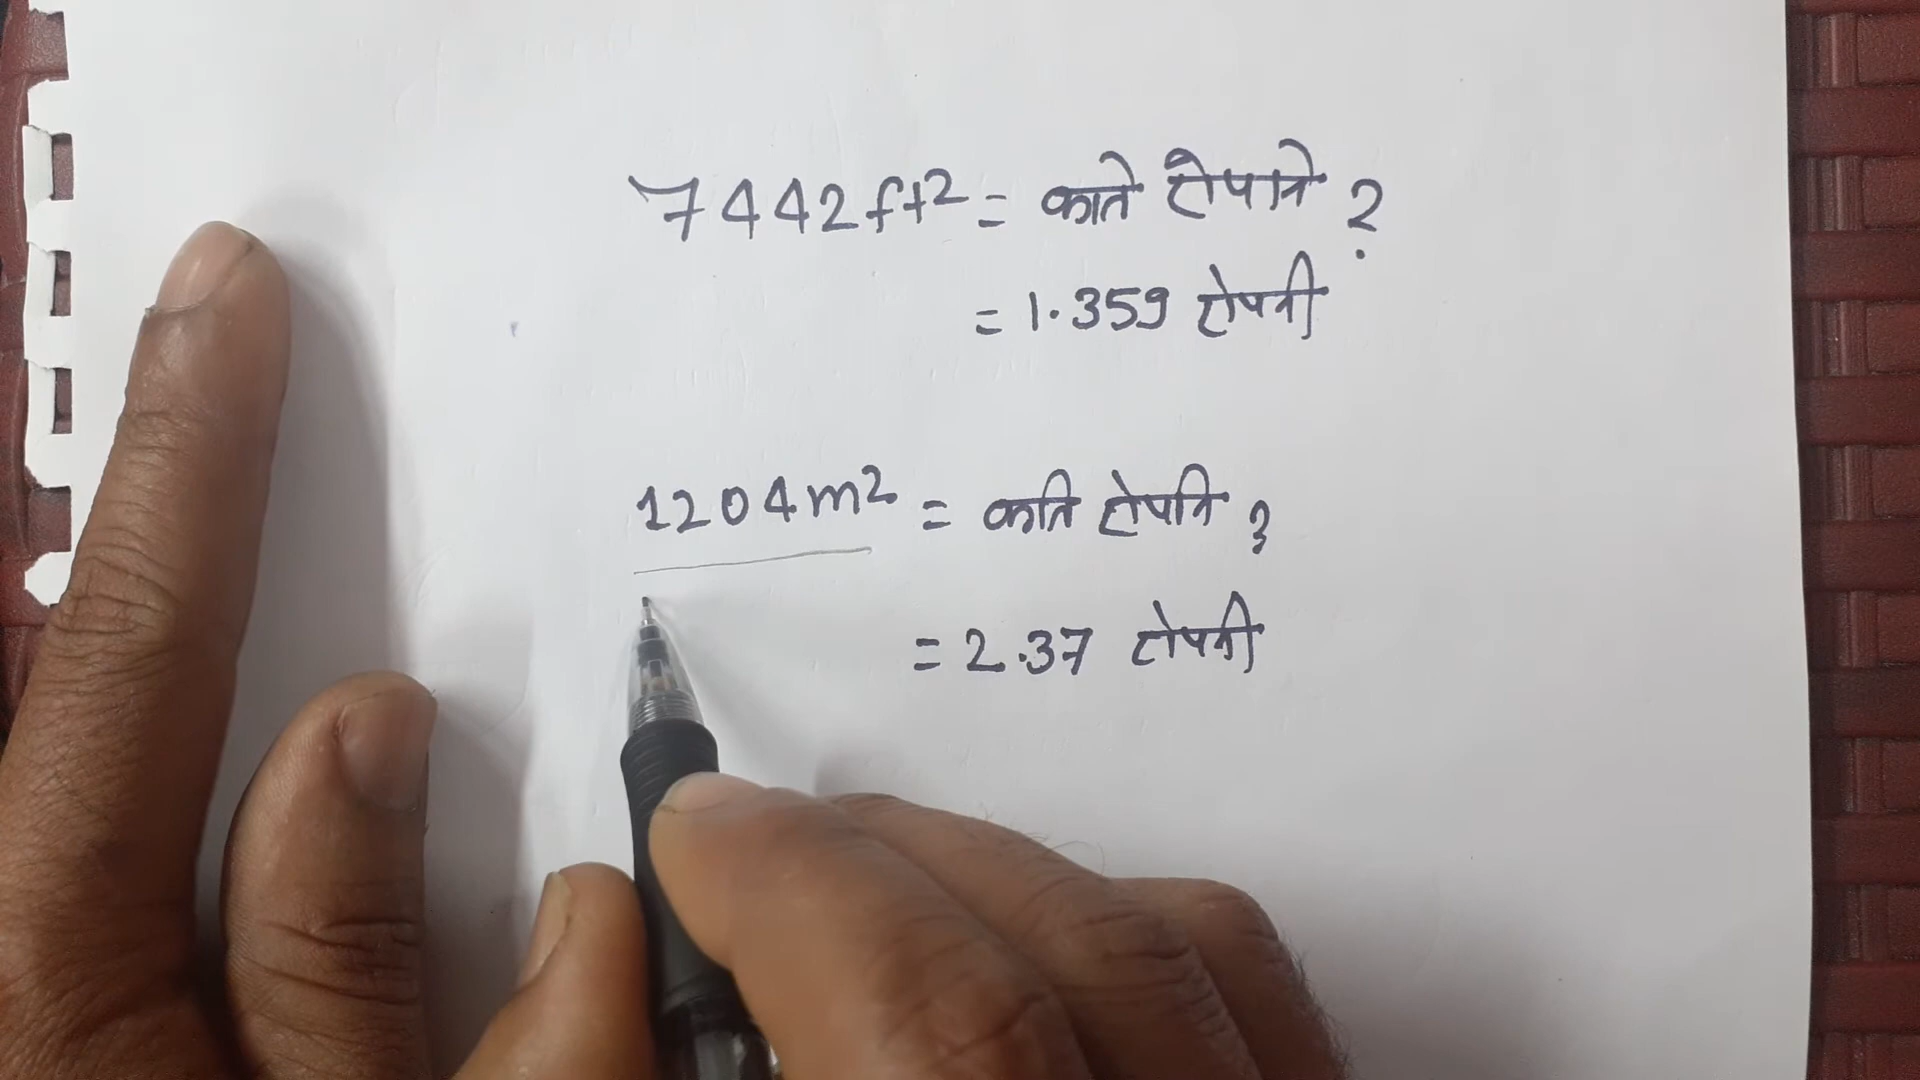 7442ft2 = काति रोपानि ?
= 1.359 रोपनी
1204m2 = कति रोपनि ?
= 2.37 रोपनी